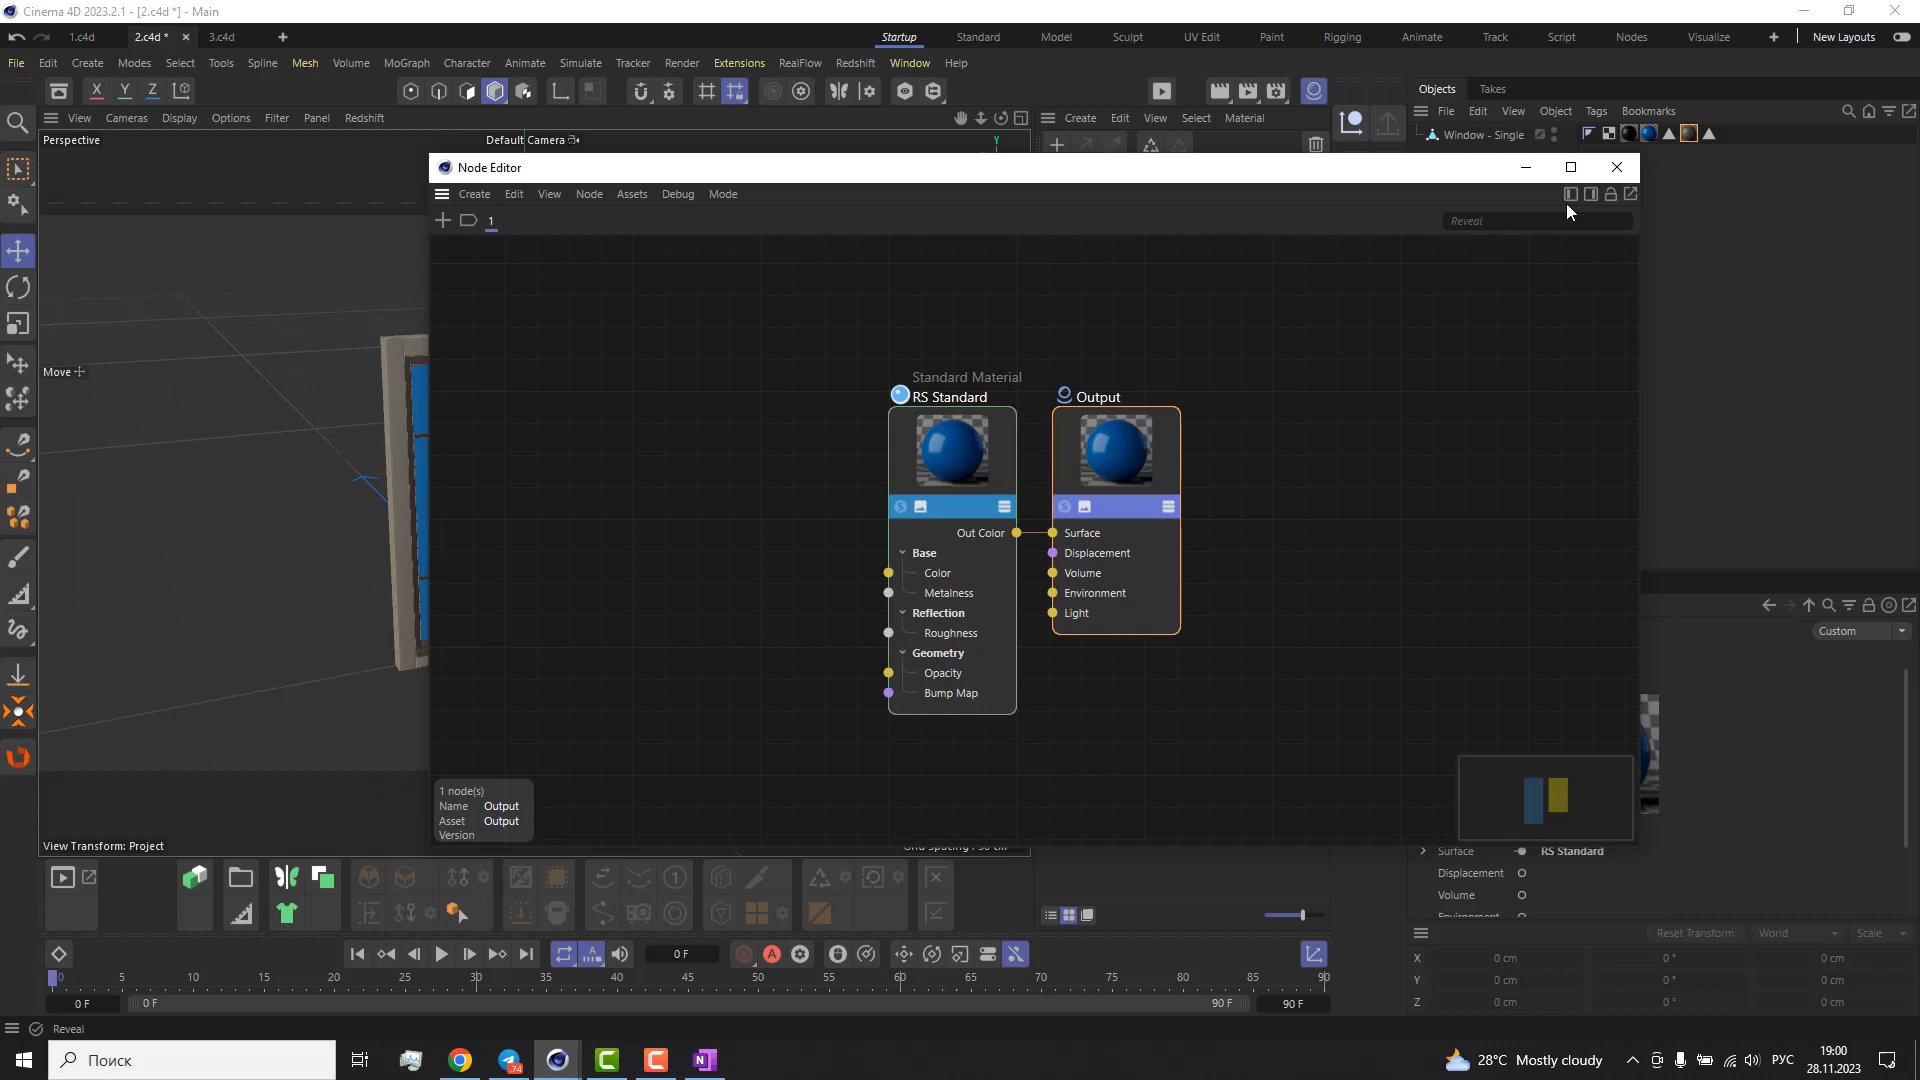 Cinema 4D 2023.2.1 - [2.c4d *] - Main
1.c4d 2.c4d * 3.c4d Startup Standard Model Sculpt UV Edit Paint Rigging Animate Track Script Nodes Visualize New Layouts
File Edit Create Modes Select Tools Spline Mesh Volume MoGraph Character Animate Simulate Tracker Render Extensions RealFlow Redshift Window Help
X Y Z Objects Takes
View Cameras Display Options Filter Panel Redshift Create Edit View Select Material File Edit View Object Tags Bookmarks
Perspective Default Camera Y Window - Single
Node Editor
Create Edit View Node Assets Debug Mode
1 Reveal
Move
Standard Material
RS Standard Output
Out Color Surface
Base Displacement
Color Volume
Metalness Environment
Reflection Light
Roughness
Geometry
Opacity
Bump Map
Custom
1 node(s)
Name Output
Asset Output
Version
View Transform: Project
Surface RS Standard
Displacement
Volume
Reset Transform World Scale
0 F
X 0 cm 0 ° 0 cm
0 5 10 15 20 25 30 35 40 45 50 55 60 65 70 75 80 85 90
Y 0 cm 0 ° 0 cm
0 F 0 F 90 F 90 F
Z 0 cm 0 ° 0 cm
Reveal
Поиск .74 28°C Mostly cloudy РУС 19:00
28.11.2023